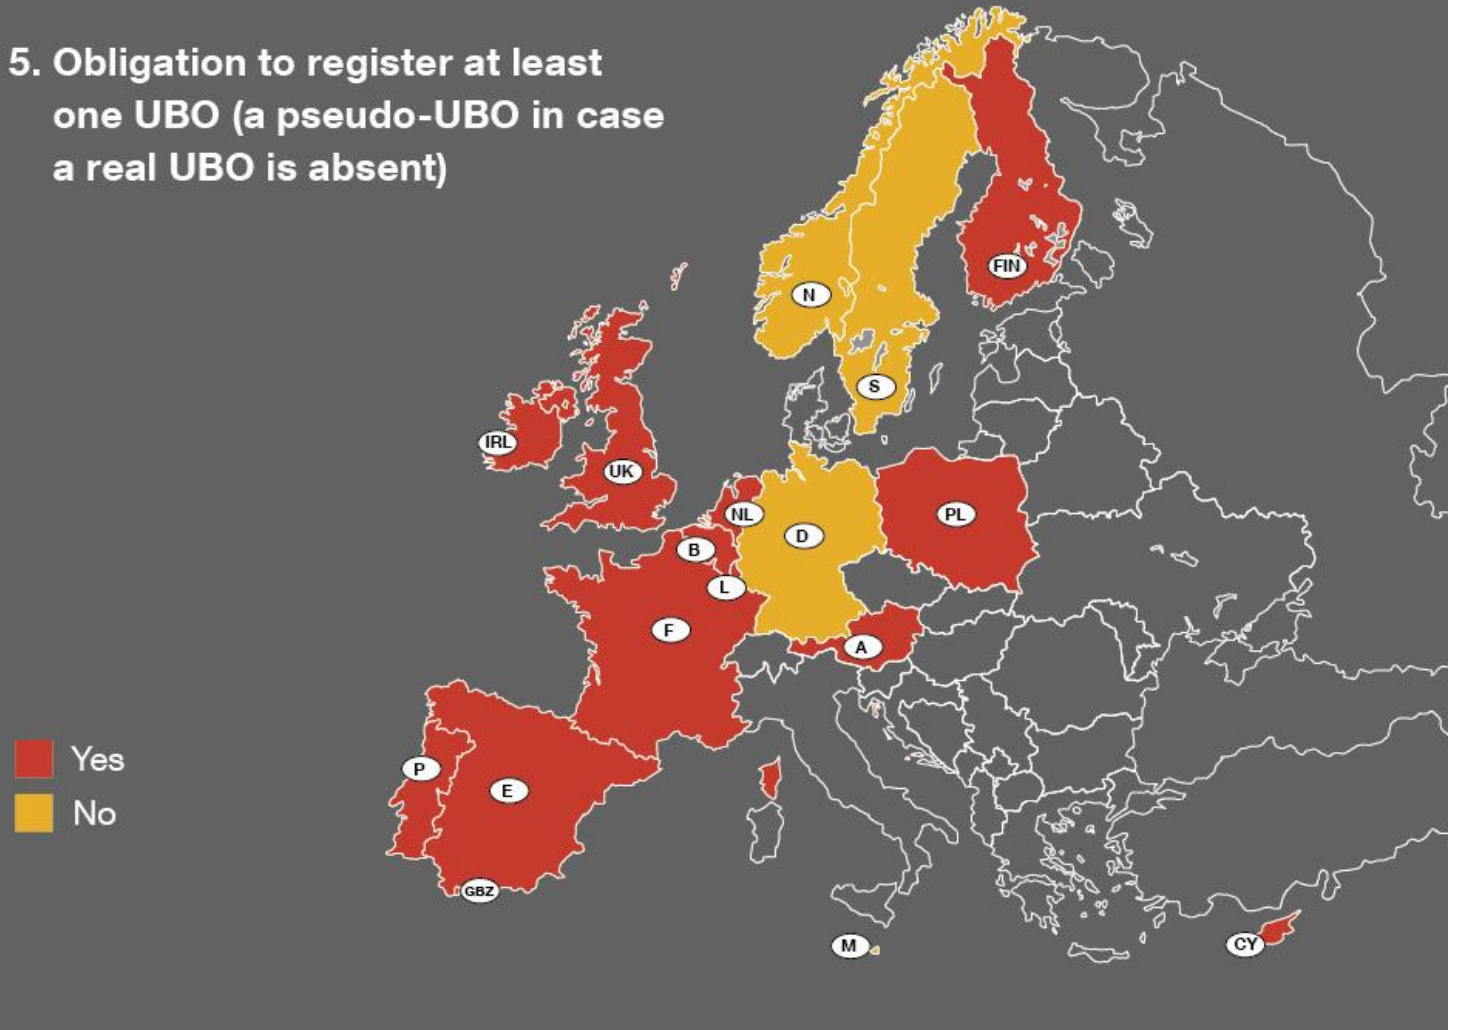 5. Obligation to register at least
one UBO (a pseudo-UBO in case
a real UBO is absent)
FIN
N
S
IRL
UK
NL
PL
D
B
L
F
A
Yes
P
E
No
GBZ
M
CY